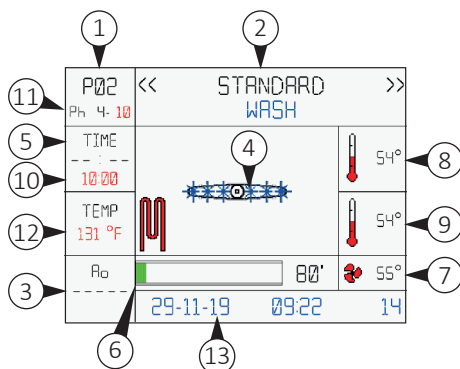 1
2
P02
<< STANDARD >>
WASH
11
Ph 4- 10
5
TIME
-- : --
4
54°
8
10
10:00
TEMP
12
131 °F
54°
9
Ao
3
-----
80'
55°
7
6
29-11-19 09:22 14
13